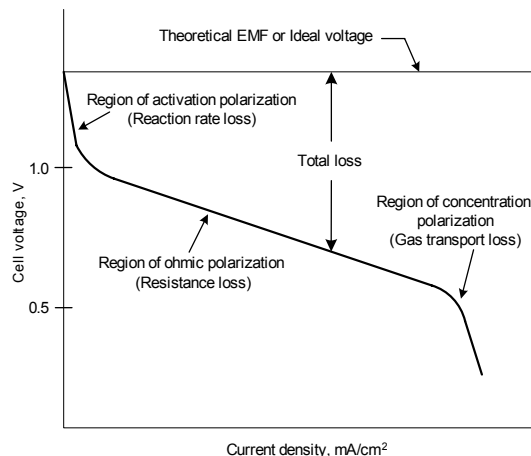 Theoretical EMF or Ideal voltage
Region of activation polarization
(Reaction rate loss)
Total loss
1.0
Region of concentration
polarization
(Gas transport loss)
Cell voltage, V
Region of ohmic polarization
(Resistance loss)
0.5
Current density, mA/cm²